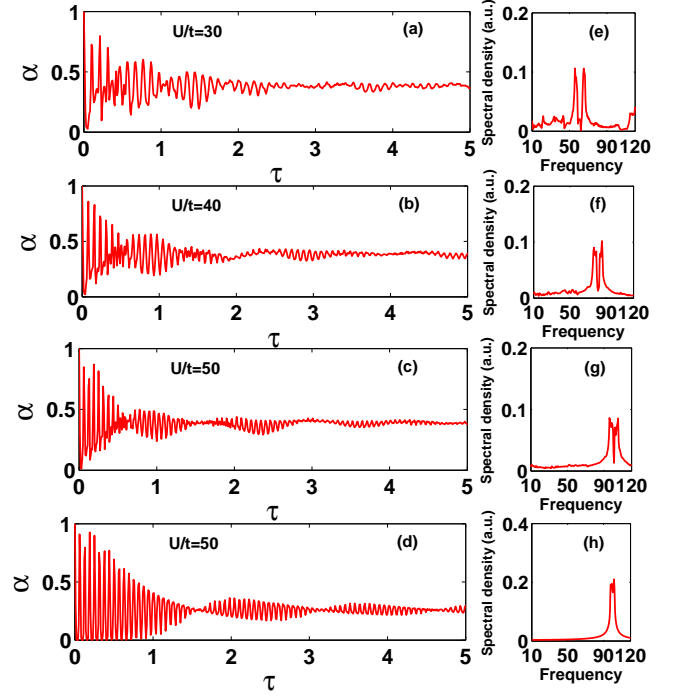 1
U/t=30
(a)
α
0.5
0
0 1 2 3 4 5
τ
Spectral density (a.u.)
0.2
(e)
0.1
0
10 50 90 120
Frequency
1
U/t=40
(b)
α
0.5
0
0 1 2 3 4 5
τ
Spectral density (a.u.)
0.2
(f)
0.1
0
10 50 90 120
Frequency
1
U/t=50
(c)
α
0.5
0
0 1 2 3 4 5
τ
Spectral density (a.u.)
0.2
(g)
0.1
0
10 50 90 120
Frequency
1
U/t=50
(d)
α
0.5
0
0 1 2 3 4 5
τ
Spectral density (a.u.)
0.4
(h)
0.2
0
10 50 90 120
Frequency